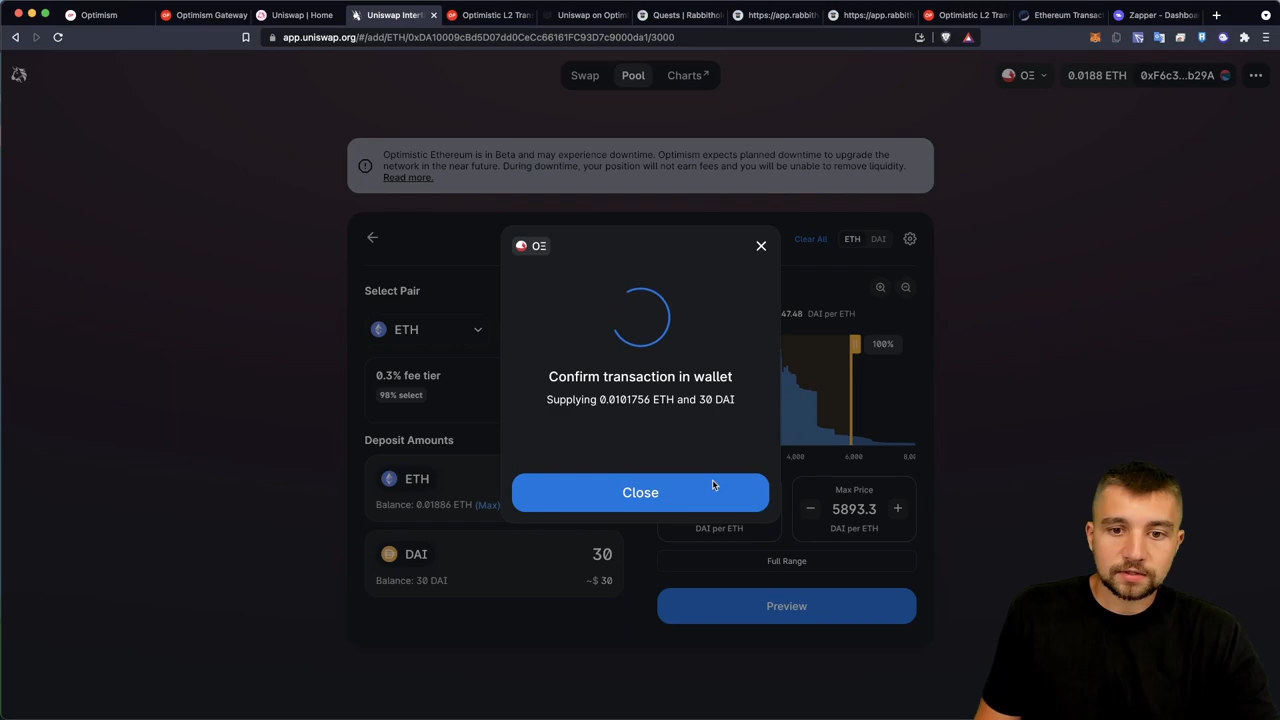 Optimism
Optimism Gateway
Uniswap | Home
Uniswap Interf
Optimistic L2 Tran
Uniswap on Optim
Quests | Rabbithol
https://app.rabbith
https://app.rabbith
Optimistic L2 Tran
Ethereum Transac
Zapper - Dashboa
app.uniswap.org/#/add/ETH/0xDA10009cBd5D07dd0CeCc66161FC93D7c9000da1/3000
Swap
Pool
Charts↗
OΞ
0.0188 ETH
0xF6c3...b29A
Optimistic Ethereum is in Beta and may experience downtime. Optimism expects planned downtime to upgrade the
network in the near future. During downtime, your position will not earn fees and you will be unable to remove liquidity.
Read more.
Clear All
ETH
DAI
OΞ
Select Pair
ETH
47.48 DAI per ETH
100%
0.3% fee tier
98% select
Confirm transaction in wallet
Supplying 0.0101756 ETH and 30 DAI
Close
4,000
6,000
8,00
Deposit Amounts
ETH
Balance: 0.01886 ETH (Max)
DAI
30
Balance: 30 DAI
~$ 30
DAI per ETH
Max Price
5893.3
DAI per ETH
Full Range
Preview